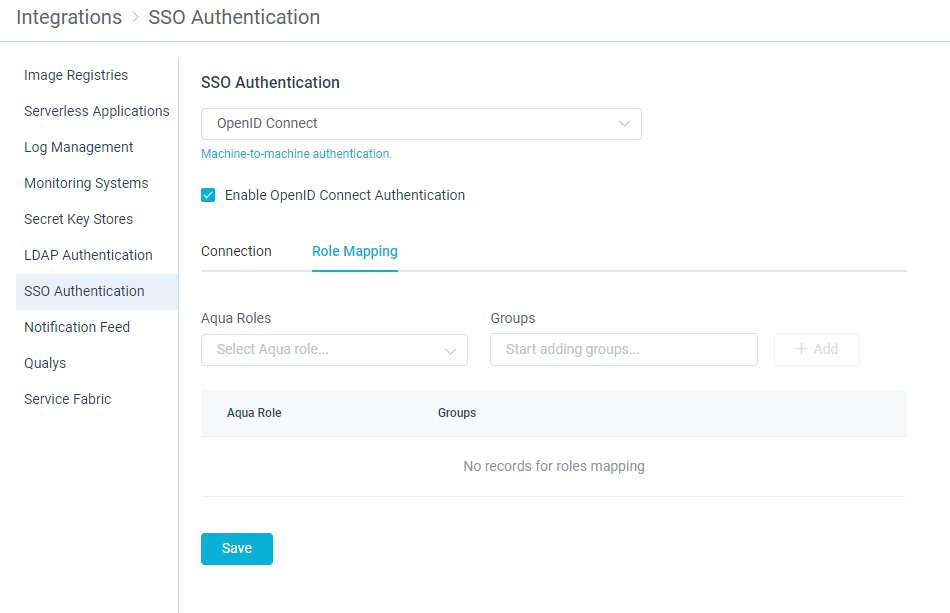 Integrations > SSO Authentication
Image Registries
Serverless Applications
Log Management
Monitoring Systems
Secret Key Stores
LDAP Authentication
SSO Authentication
Notification Feed
Qualys
Service Fabric
SSO Authentication
OpenID Connect
Machine-to-machine authentication.
Enable OpenID Connect Authentication
Connection Role Mapping
Aqua Roles Groups
Select Aqua role... Start adding groups... + Add
Aqua Role Groups
No records for roles mapping
Save